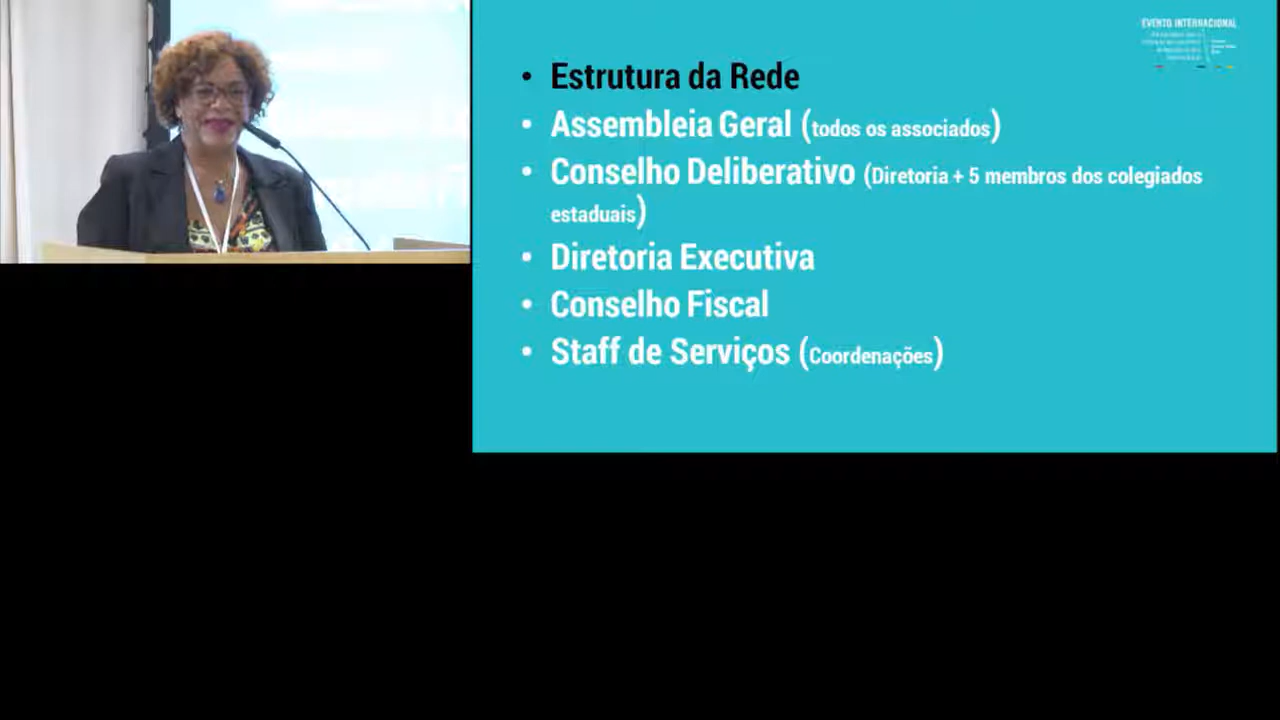 EVENTO INTERNACIONAL
• Estrutura da Rede
• Assembleia Geral (todos os associados)
• Conselho Deliberativo (Diretoria + 5 membros dos colegiados
estaduais)
• Diretoria Executiva
• Conselho Fiscal
• Staff de Serviços (Coordenações)